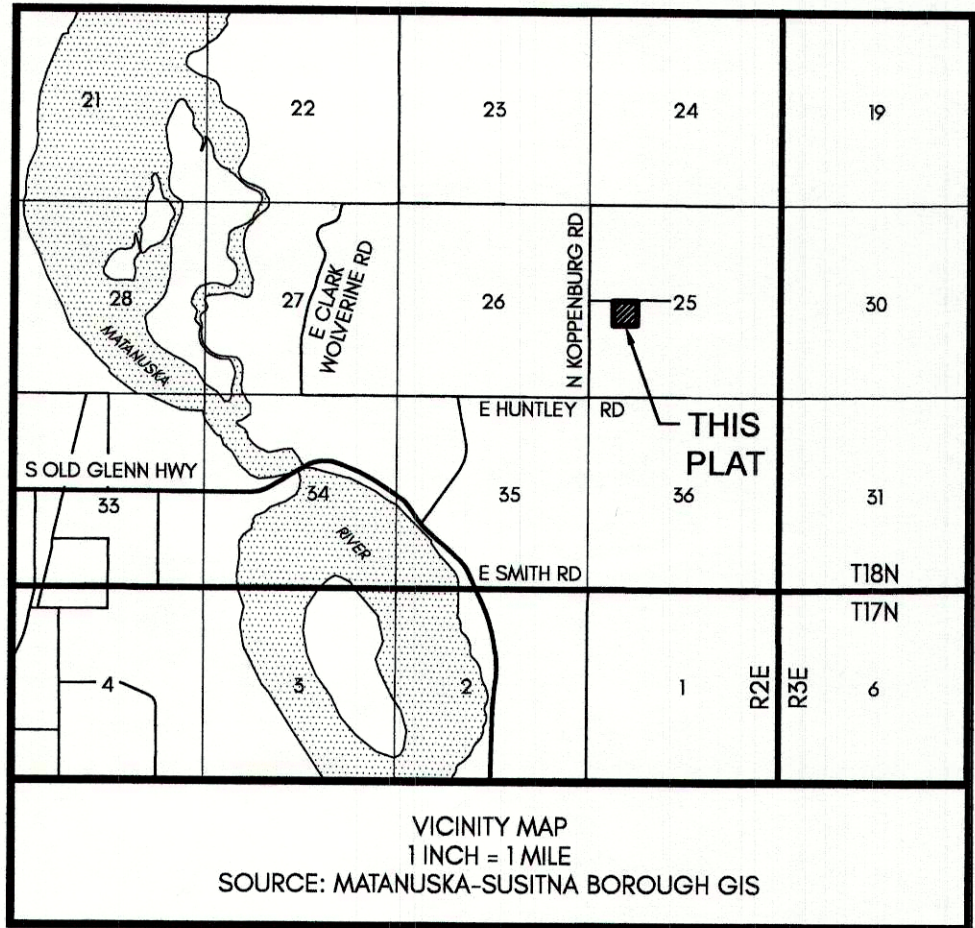 21 22 23 24 19
N KOPPENBURG RD
E CLARK
WOLVERINE RD
28 27 26 25 30
MATANUSKA
E HUNTLEY RD
THIS
PLAT
S OLD GLENN HWY
33 34 35 36 31
RIVER
E SMITH RD T18N
T17N
4 3 2 1 R2E R3E 6
VICINITY MAP
1 INCH = 1 MILE
SOURCE: MATANUSKA-SUSITNA BOROUGH GIS